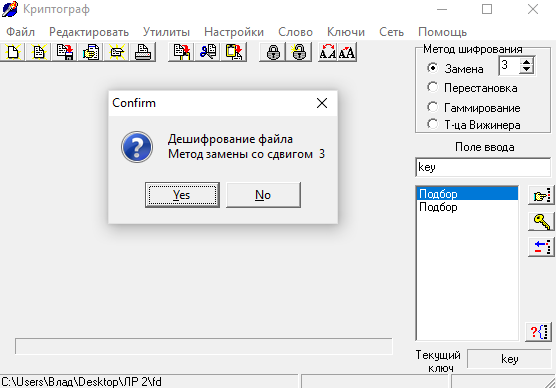 Криптограф
Файл Редактировать Утилиты Настройки Слово Ключи Сеть Помощь
Метод шифрования
Замена 3
Перестановка
Гаммирование
Т-ца Вижинера
Confirm
Дешифрование файла
Метод замены со сдвигом 3
Yes No
Поле ввода
key
Подбор
Подбор
Текущий ключ
key
C:\Users\Влад\Desktop\ЛР 2\fd